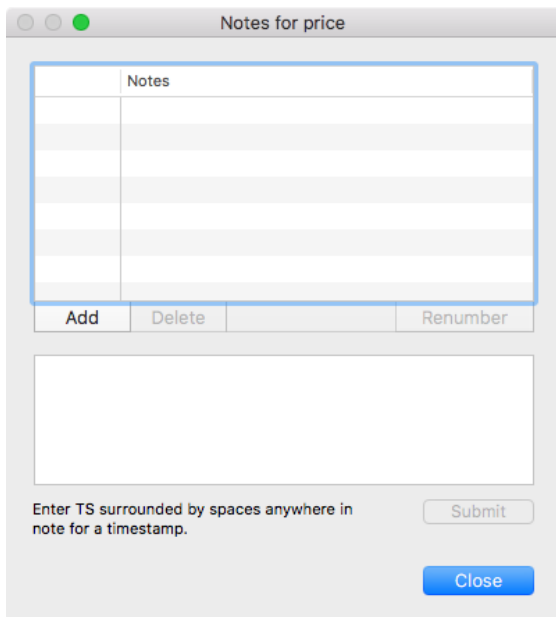 Notes for price
Notes
Add
Delete
Renumber
Enter TS surrounded by spaces anywhere in
note for a timestamp.
Submit
Close